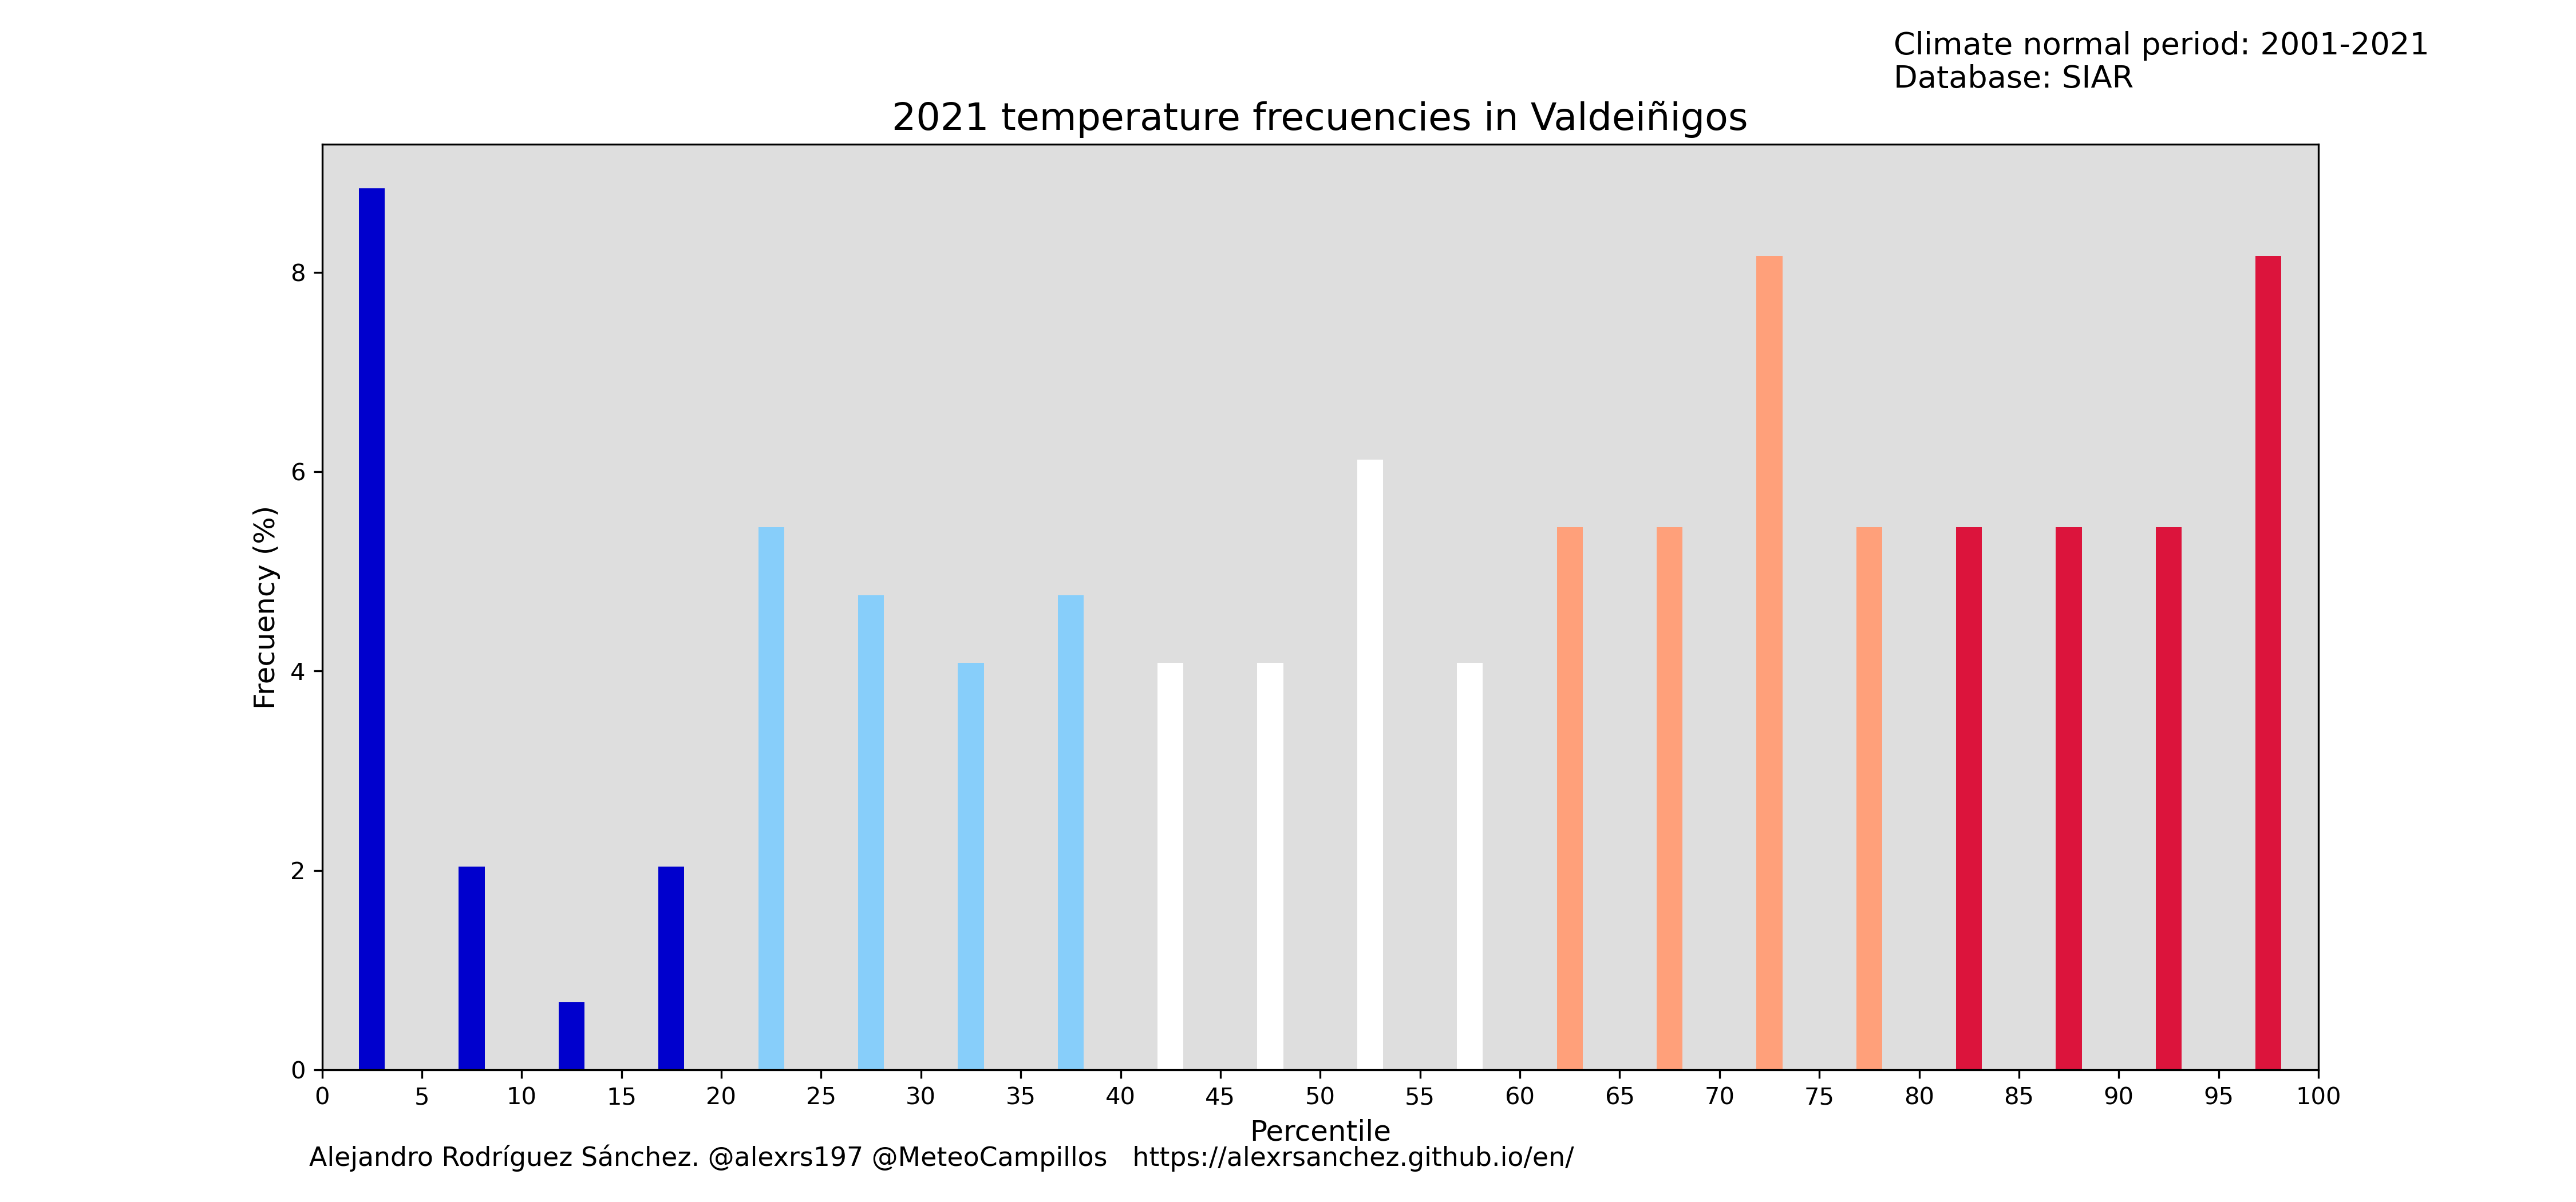 Climate normal period: 2001-2021
Database: SIAR
2021 temperature frecuencies in Valdeiñigos
Frecuency (%)
8
6
4
2
0
0 5 10 15 20 25 30 35 40 45 50 55 60 65 70 75 80 85 90 95 100
Percentile
Alejandro Rodríguez Sánchez. @alexrs197 @MeteoCampillos https://alexrsanchez.github.io/en/